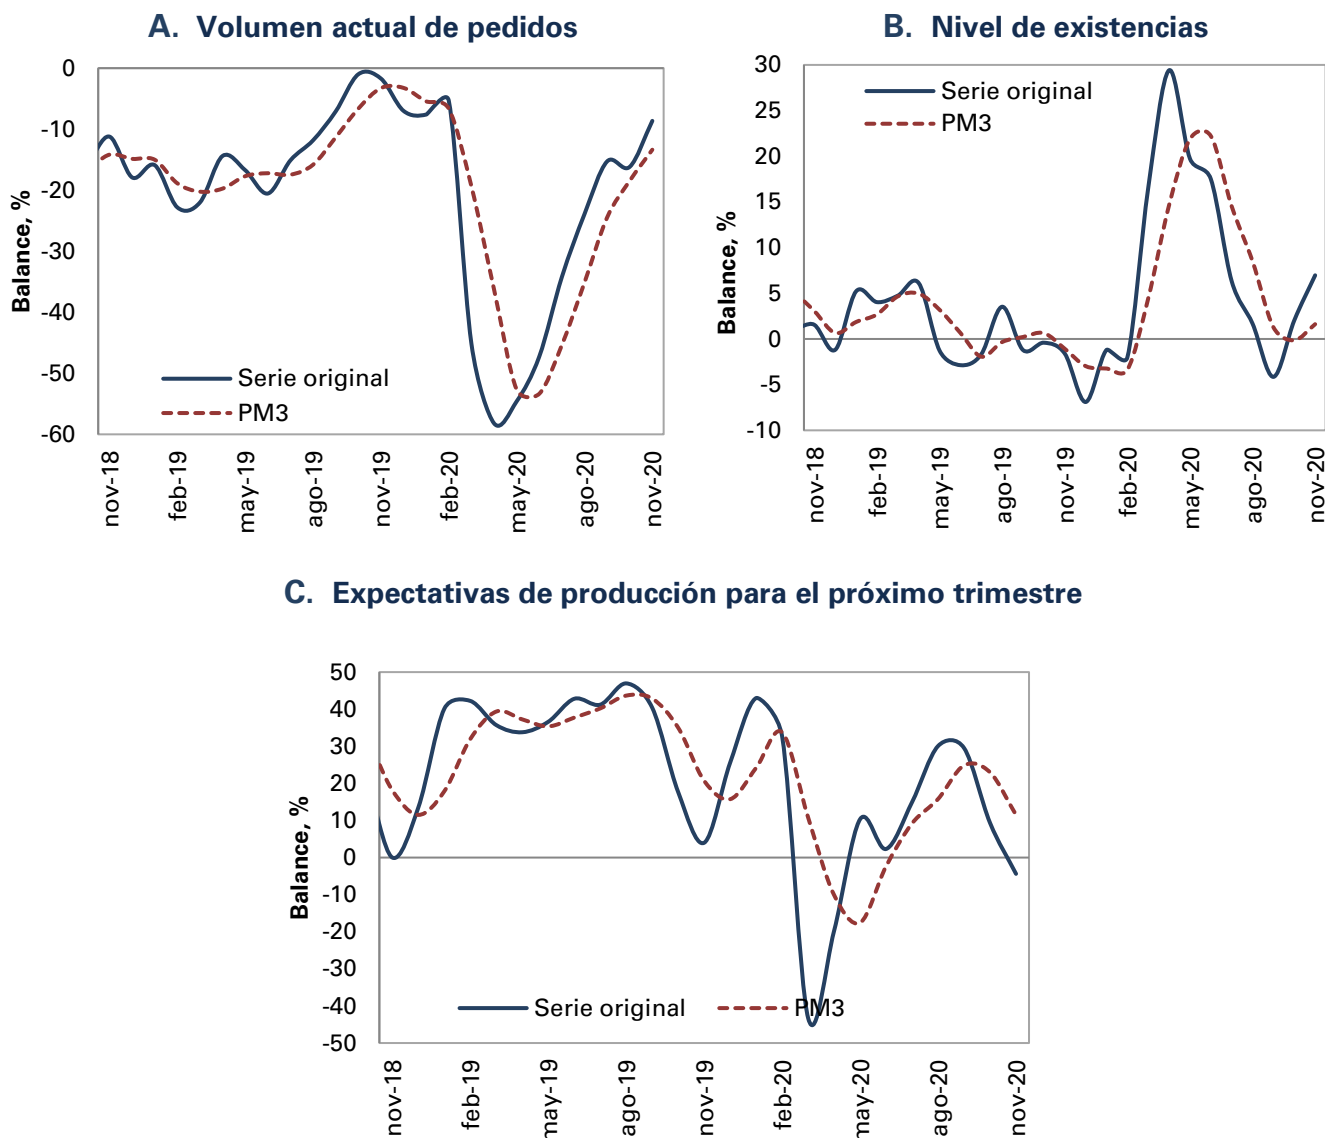 A. Volumen actual de pedidos
0
-10
-20
-30
-40
-50
-60
Balance, %
Serie original
PM3
nov-18
feb-19
may-19
ago-19
nov-19
feb-20
may-20
ago-20
nov-20
B. Nivel de existencias
30
25
20
15
10
5
0
-5
-10
Balance, %
Serie original
PM3
nov-18
feb-19
may-19
ago-19
nov-19
feb-20
may-20
ago-20
nov-20
C. Expectativas de producción para el próximo trimestre
50
40
30
20
10
0
-10
-20
-30
-40
-50
Balance, %
Serie original
PM3
nov-18
feb-19
may-19
ago-19
nov-19
feb-20
may-20
ago-20
nov-20